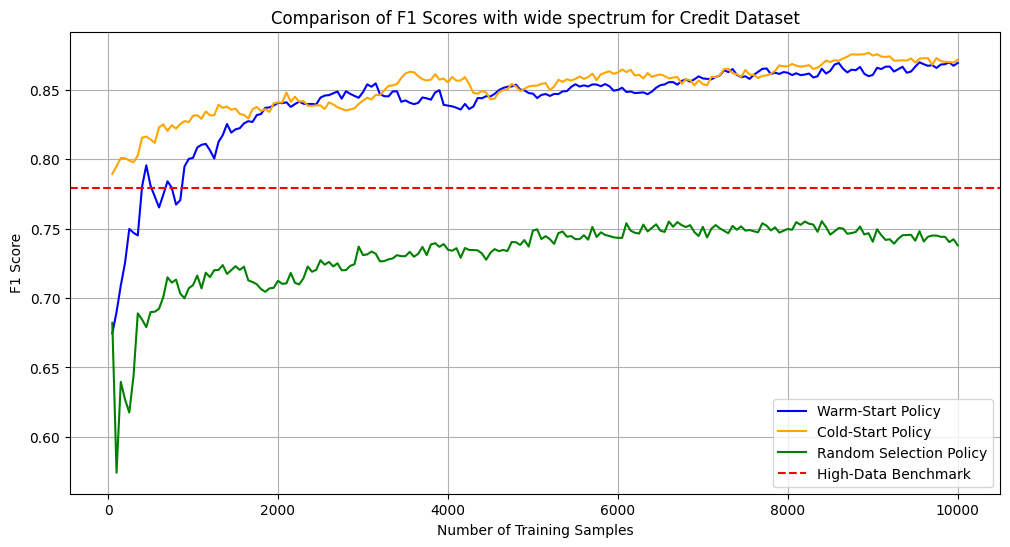 Comparison of F1 Scores with wide spectrum for Credit Dataset
F1 Score
0.85
0.80
0.75
0.70
0.65
0.60
0
2000
4000
6000
8000
10000
Number of Training Samples
Warm-Start Policy
Cold-Start Policy
Random Selection Policy
High-Data Benchmark